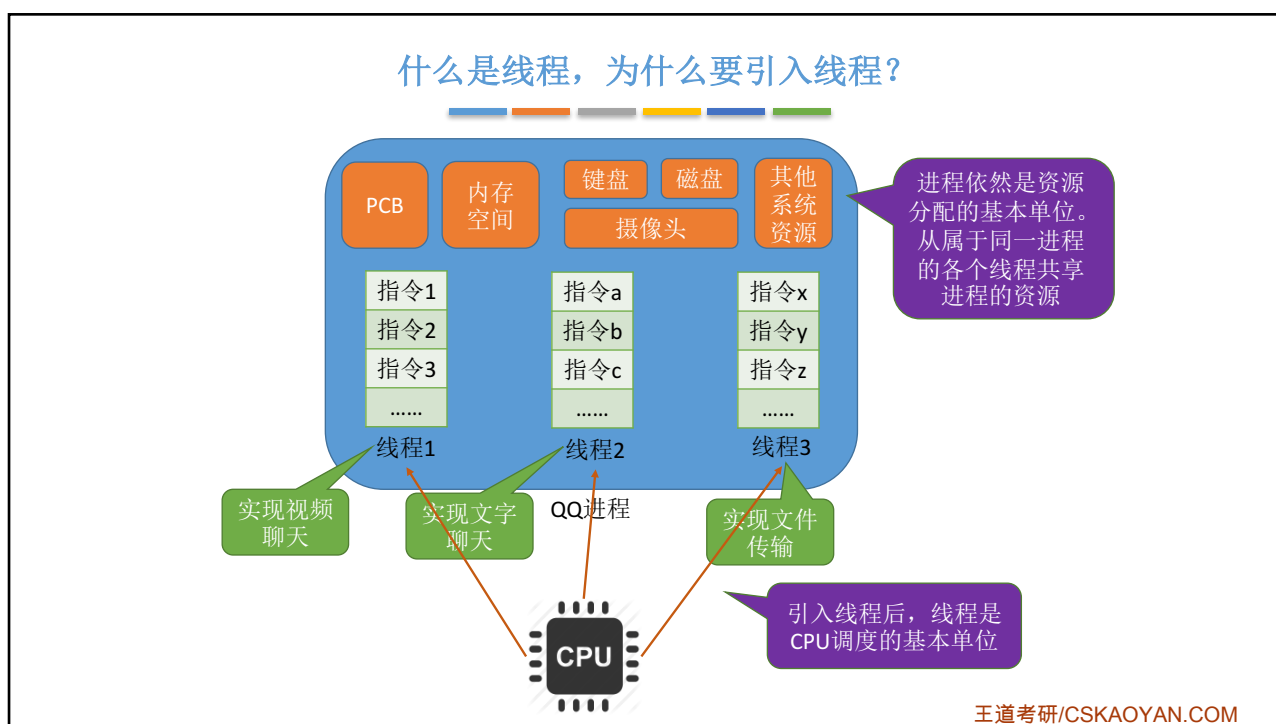 什么是线程，为什么要引入线程？
PCB
内存
空间
键盘
磁盘
摄像头
其他
系统
资源
进程依然是资源
分配的基本单位。
从属于同一进程
的各个线程共享
进程的资源
指令1
指令2
指令3
......
线程1
指令a
指令b
指令c
......
线程2
指令x
指令y
指令z
......
线程3
实现视频
聊天
实现文字
聊天
QQ进程
实现文件
传输
引入线程后，线程是
CPU调度的基本单位
CPU
王道考研/CSKAOYAN.COM